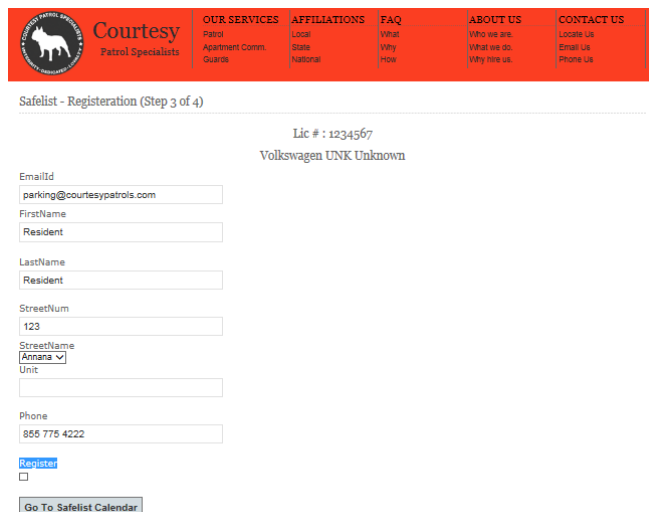 COURTESY PATROL SPECIALISTS
INTEGRITY · DEDICATED · LOYALTY
Courtesy
Patrol Specialists
OUR SERVICES
Patrol
Apartment Comm.
Guards
AFFILIATIONS
Local
State
National
FAQ
What
Why
How
ABOUT US
Who we are.
What we do.
Why hire us.
CONTACT US
Locate Us
Email Us
Phone Us
Safelist - Registeration (Step 3 of 4)
Lic # : 1234567
Volkswagen UNK Unknown
EmailId
parking@courtesypatrols.com
FirstName
Resident
LastName
Resident
StreetNum
123
StreetName
Annana
Unit
Phone
855 775 4222
Register
Go To Safelist Calendar